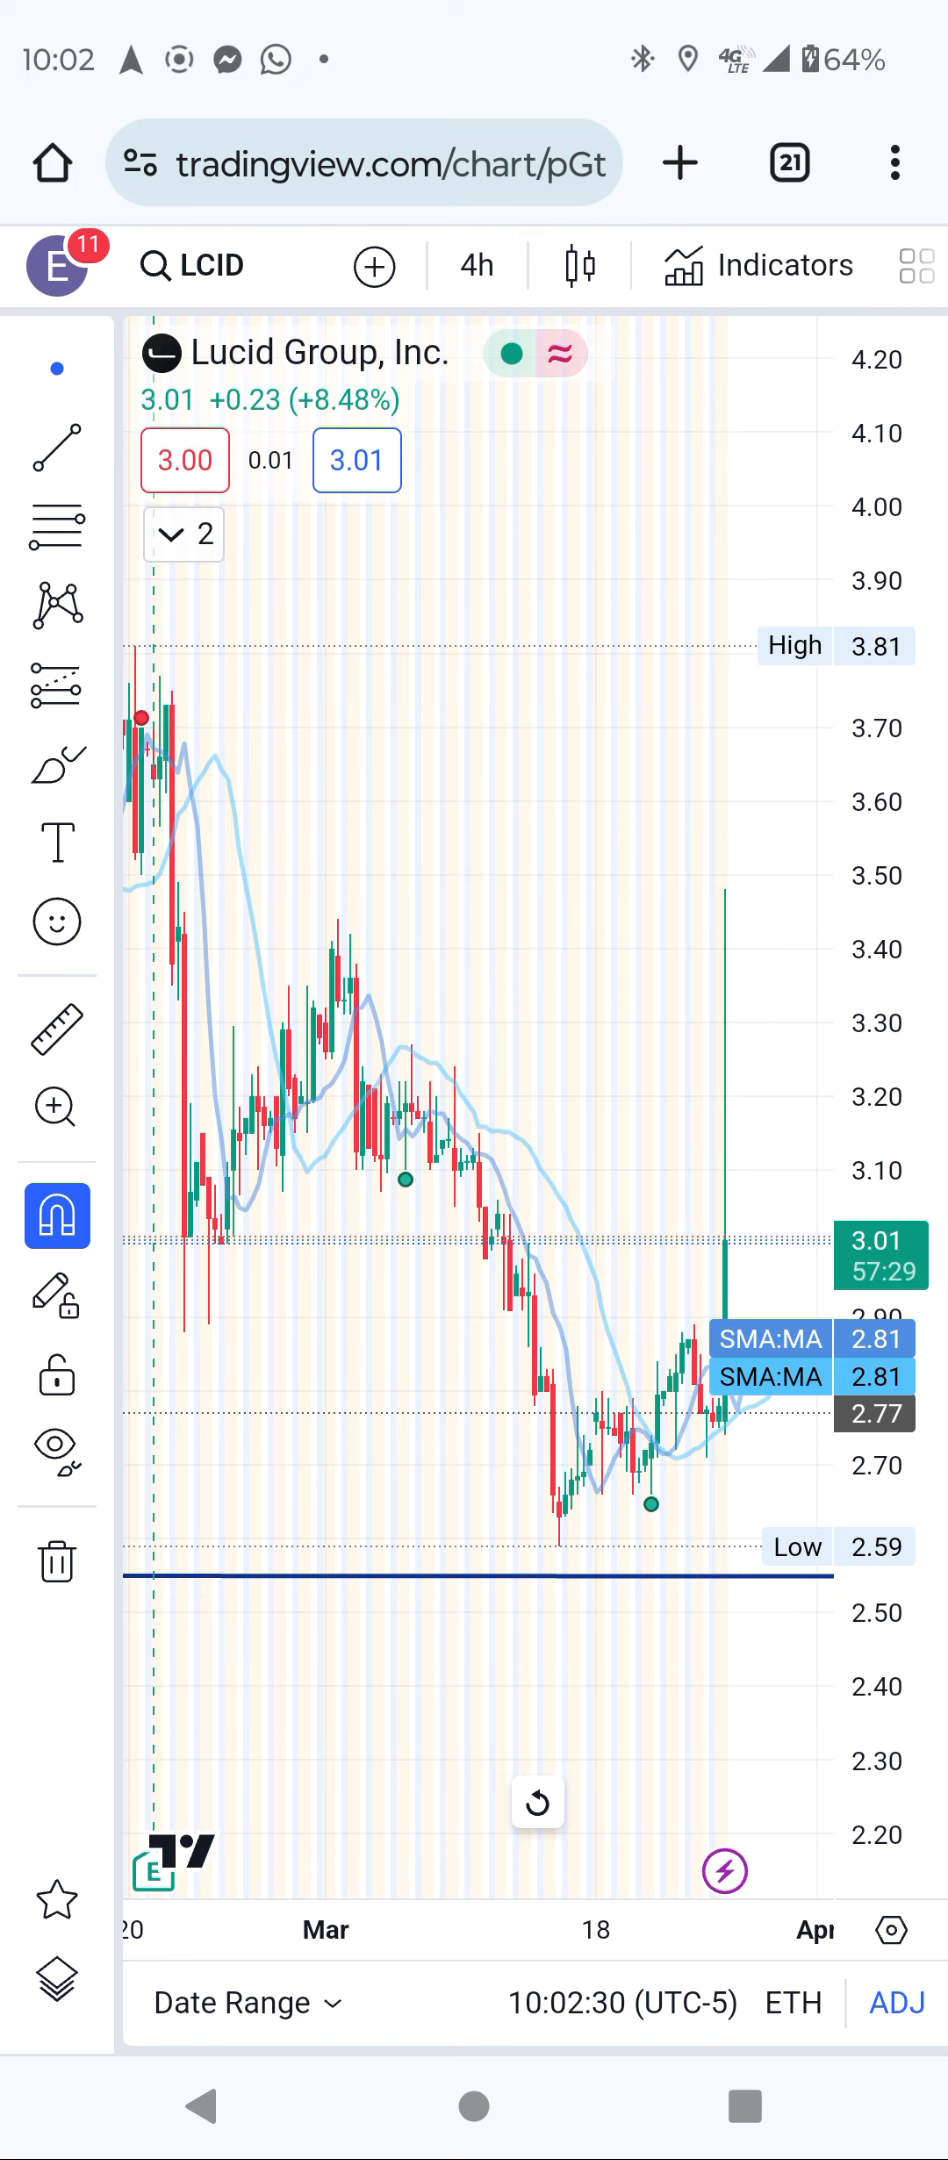 10:02 4G LTE 64%
tradingview.com/chart/pGt 21
E 11 LCID 4h Indicators
Lucid Group, Inc.
3.01 +0.23 (+8.48%)
3.00 0.01 3.01
2
4.20
4.10
4.00
3.90
High 3.81
3.70
3.60
3.50
3.40
3.30
3.20
3.10
3.01
57:29
2.90
SMA:MA 2.81
SMA:MA 2.81
2.77
2.70
Low 2.59
2.50
2.40
2.30
2.20
E
20 Mar 18 Apr
Date Range 10:02:30 (UTC-5) ETH ADJ